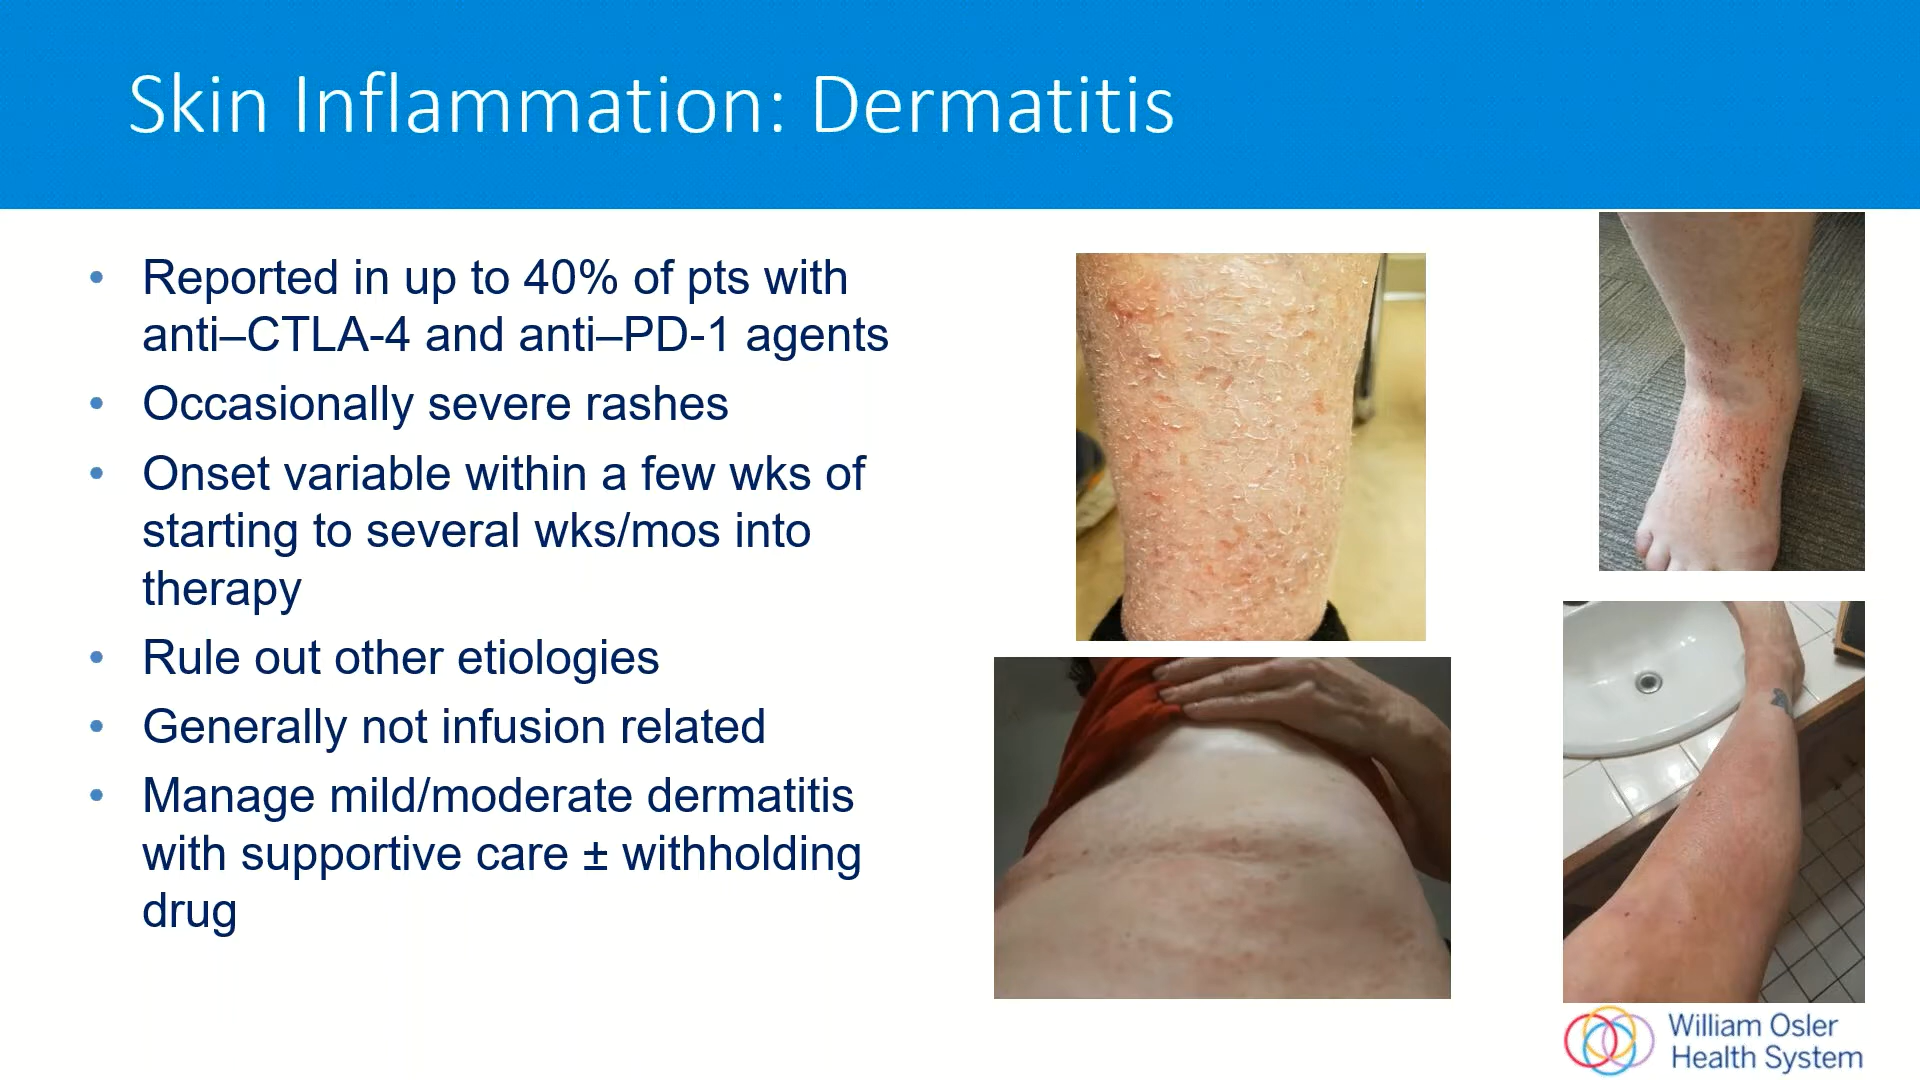 Skin Inflammation: Dermatitis
• Reported in up to 40% of pts with
anti–CTLA-4 and anti–PD-1 agents
• Occasionally severe rashes
• Onset variable within a few wks of
starting to several wks/mos into
therapy
• Rule out other etiologies
• Generally not infusion related
• Manage mild/moderate dermatitis
with supportive care ± withholding
drug
William Osler
Health System